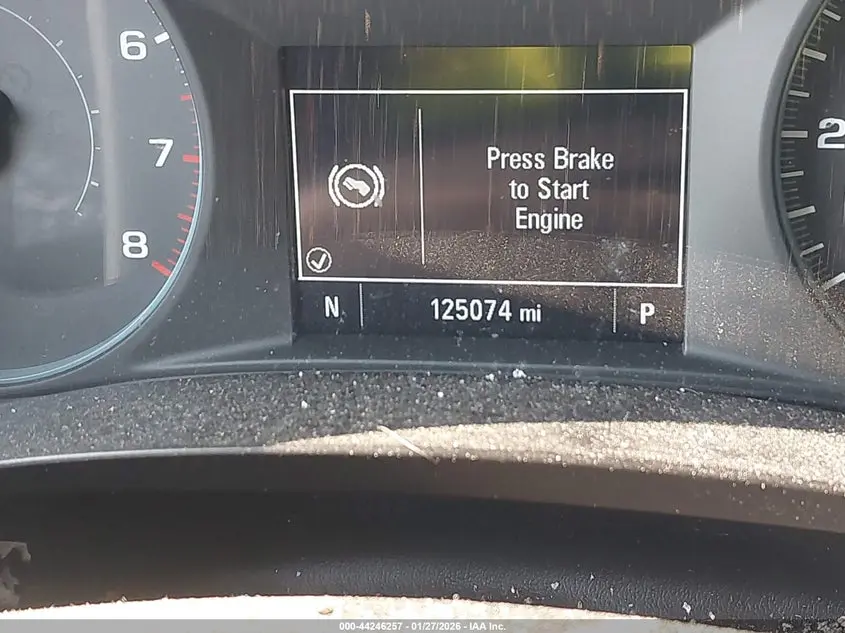 6
7
8
2
Press Brake
to Start
Engine
N
125074 mi
P
000-44246257 - 01/27/2026 - IAA Inc.